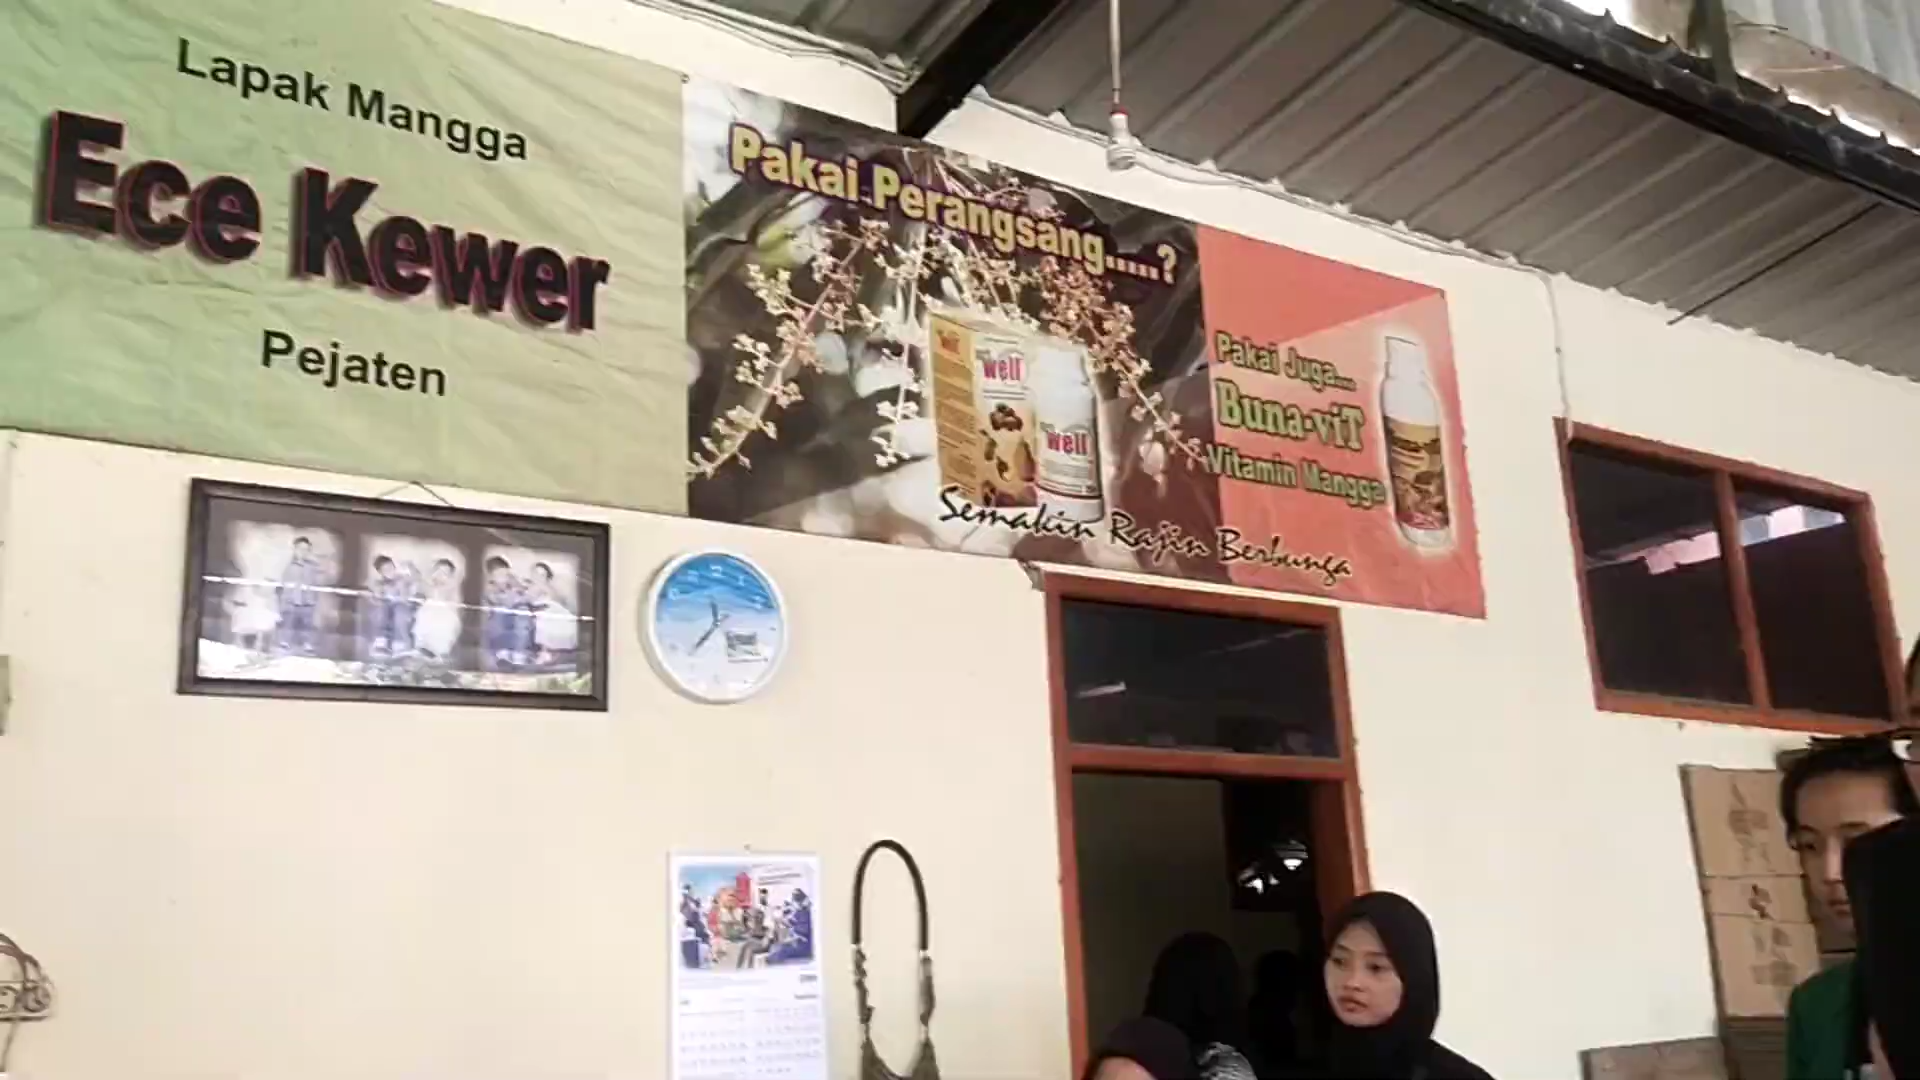 Lapak Mangga
Ece Kewer
Pejaten
Pakai Perangsang.....?
well
well
Pakai Juga...
Buna-viT
Vitamin Mangga
Semakin Rajin Berbunga